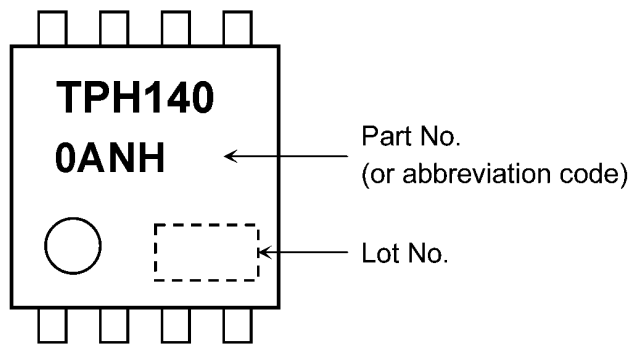 TPH140
0ANH
Part No.
(or abbreviation code)
Lot No.